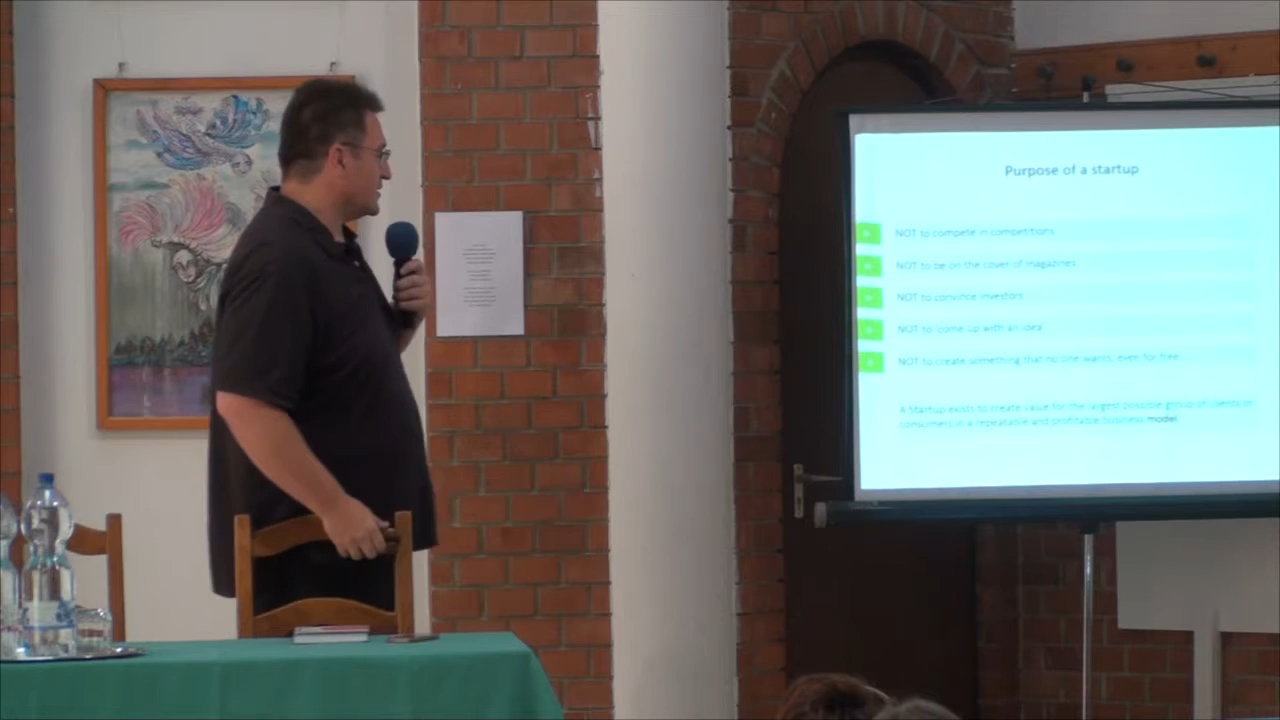 Purpose of a startup
NOT to compete in competitions
NOT to be on the cover of magazines
NOT to convince investors
NOT to come up with an idea
NOT to create something that no one wants, even for free
A Startup exists to create value for the largest possible group of clients or
consumers in a repeatable and profitable business model